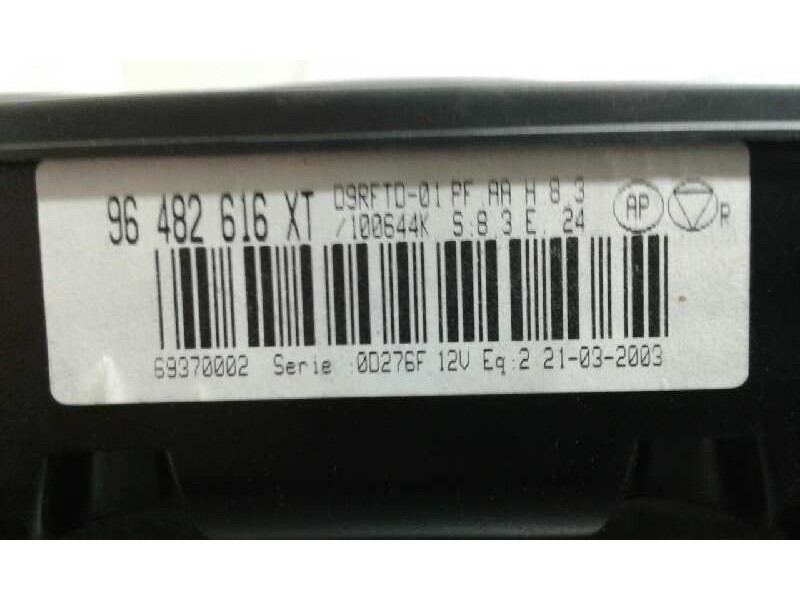 96 482 616 XT D9RFTD-01 PF.AA H 8.3
/100644K S:8 3 E. 24
AP
R
69370002 Serie :0D276F 12V Eq:2 21-03-2003